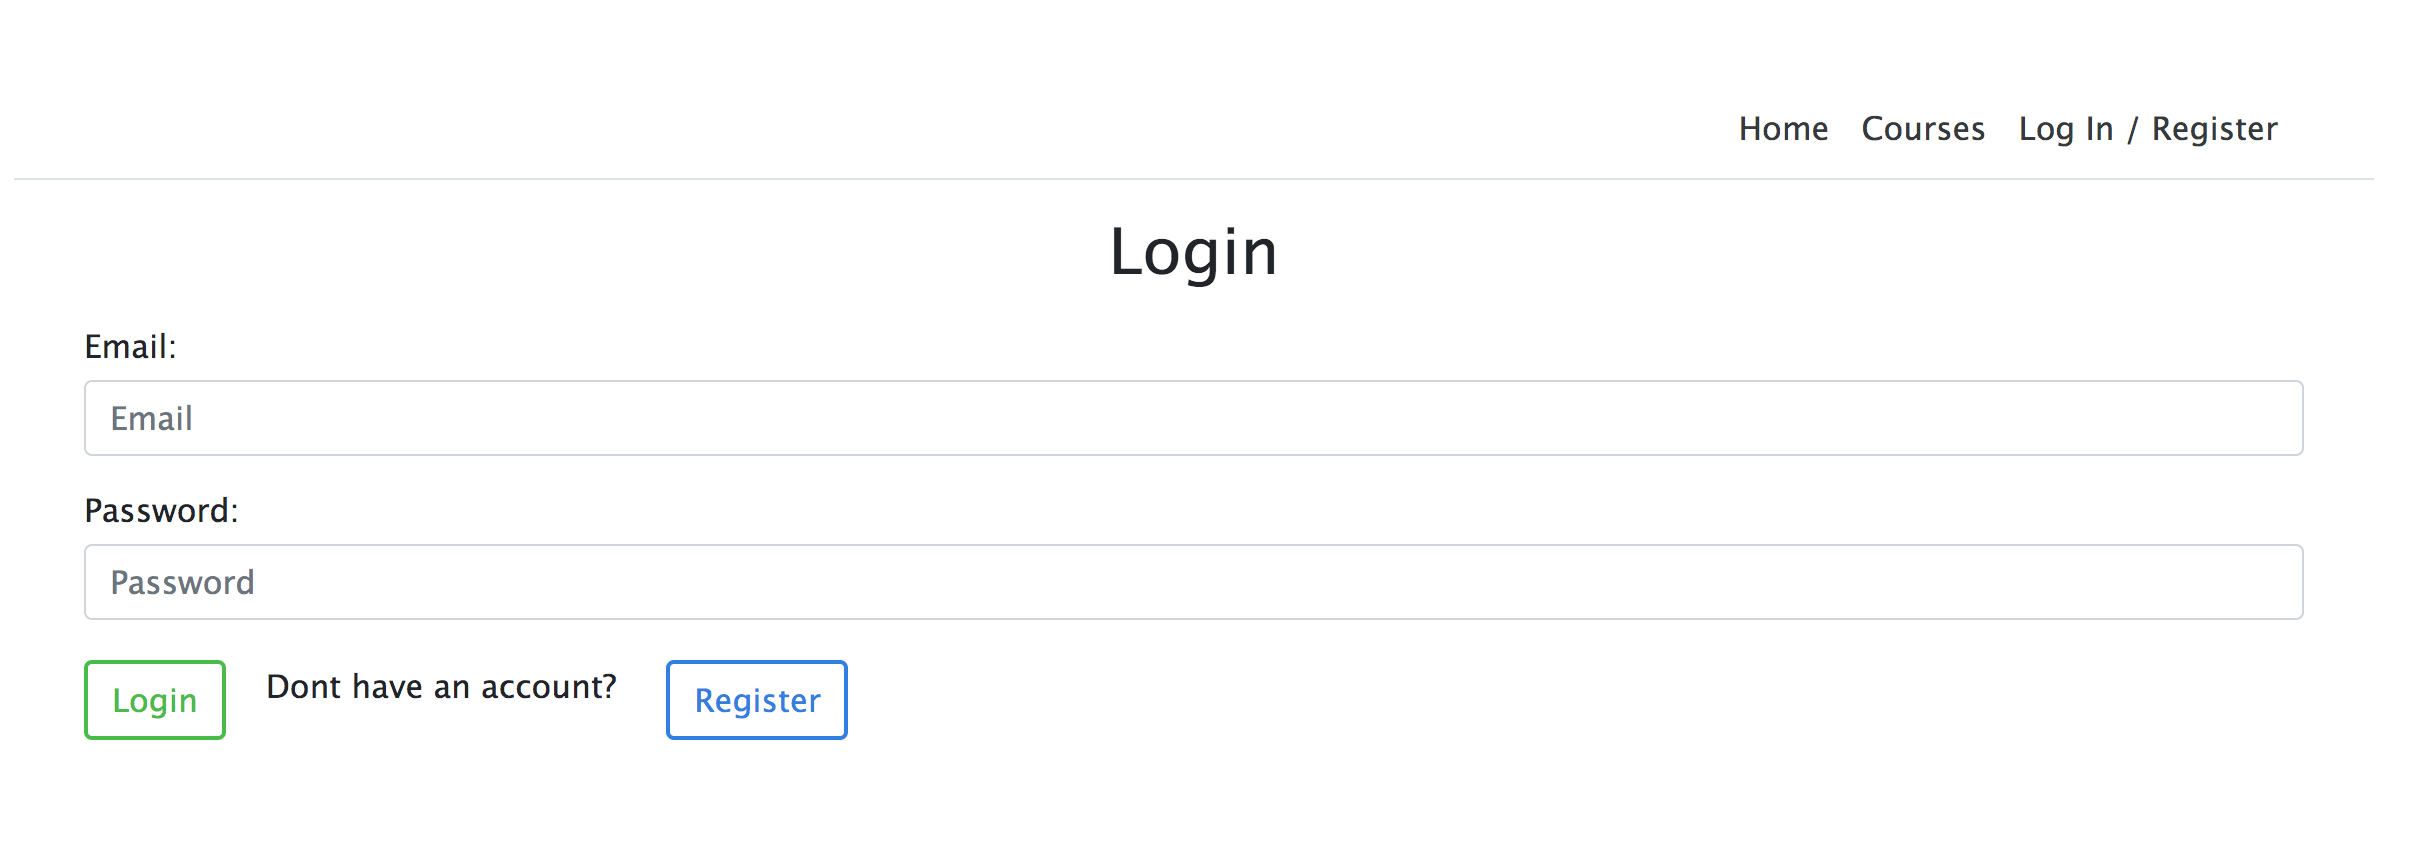 Home Courses Log In / Register
Login
Email:
Email
Password:
Password
Login Dont have an account? Register